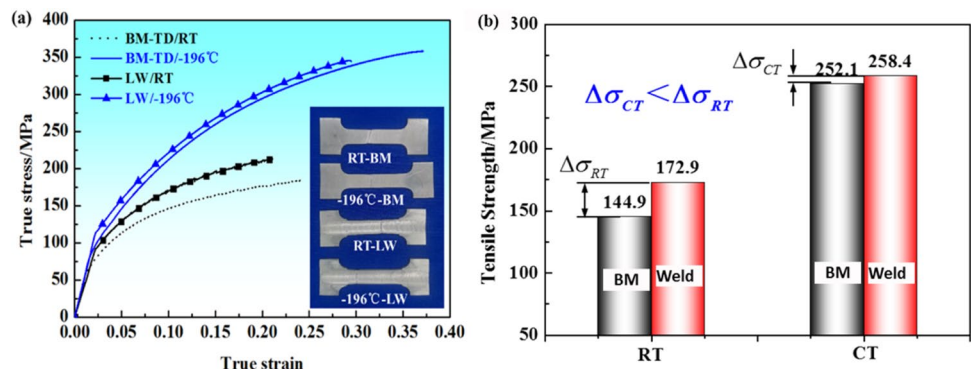 (a)
400
350
300
250
200
150
100
50
0
True stress/MPa
BM-TD/RT
BM-TD/-196℃
LW/RT
LW/-196℃
RT-BM
-196℃-BM
RT-LW
-196℃-LW
0.00 0.05 0.10 0.15 0.20 0.25 0.30 0.35 0.40
True strain
(b)
300
250
200
150
100
50
Tensile Strength/MPa
Δσ_CT
252.1 258.4
Δσ_CT<Δσ_RT
Δσ_RT
172.9
144.9
BM Weld
BM Weld
RT CT